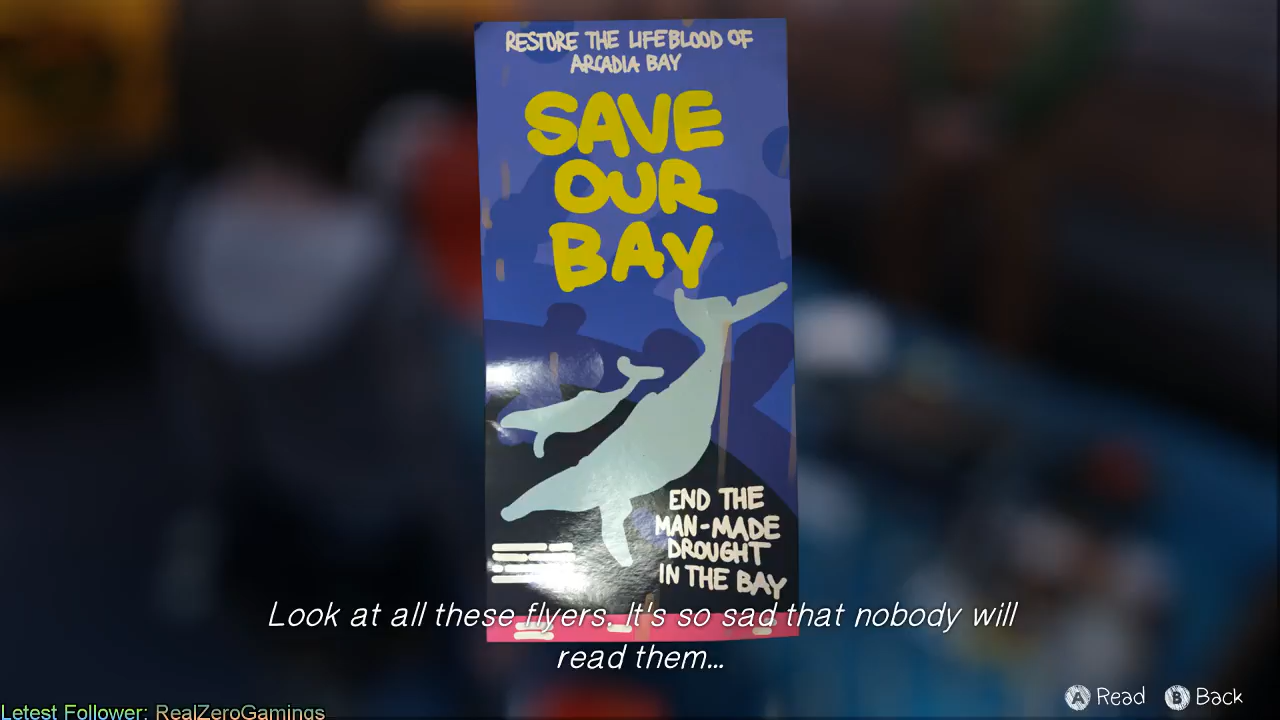 RESTORE THE LIFEBLOOD OF
ARCADIA BAY
SAVE
OUR
BAY
END THE
MAN-MADE
DROUGHT
IN THE BAY
Look at all these flyers. It's so sad that nobody will
read them...
A Read B Back
Letest Follower: RealZeroGamings